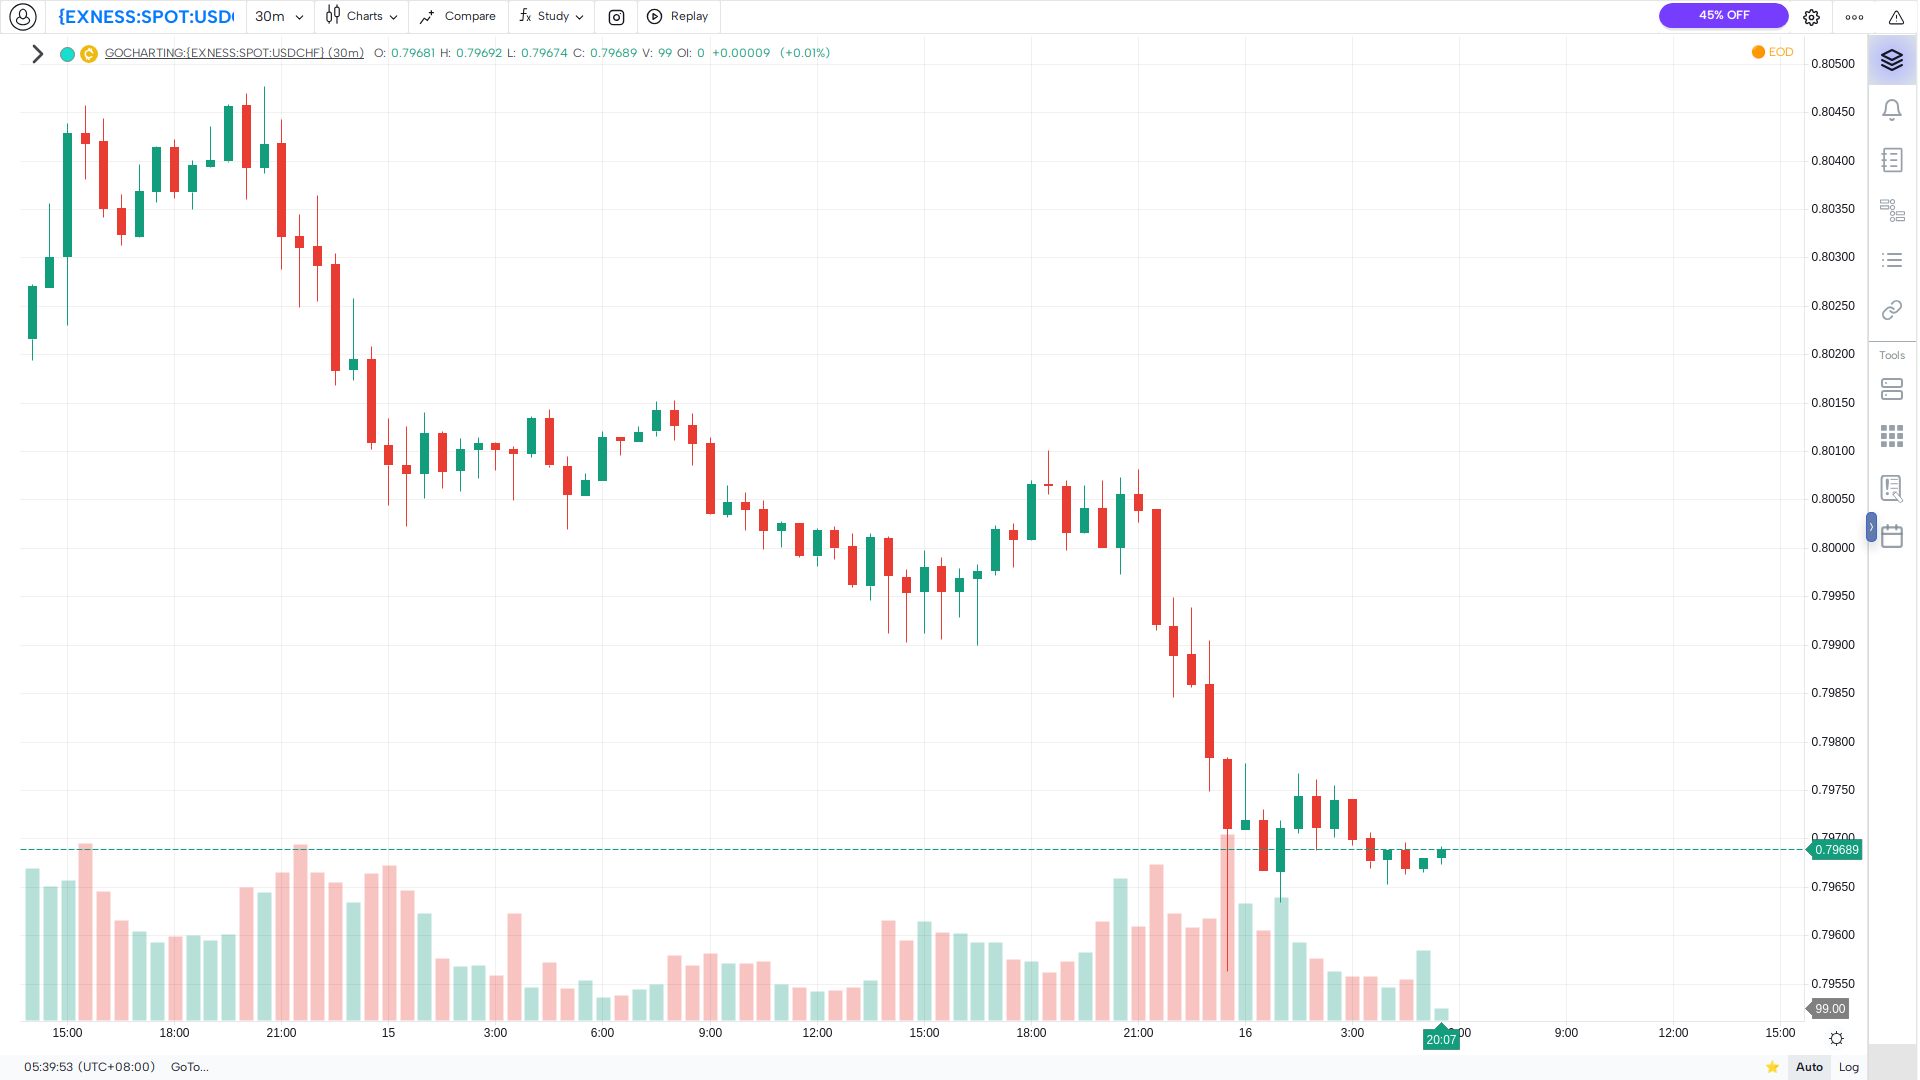 {EXNESS:SPOT:USD
30m
Charts
Compare
fx Study
Replay
45% OFF
GOCHARTING:{EXNESS:SPOT:USDCHF} (30m) O: 0.79681 H: 0.79692 L: 0.79674 C: 0.79689 V: 99 OI: 0 +0.00009 (+0.01%)
EOD
0.80500
0.80450
0.80400
0.80350
0.80300
0.80250
0.80200
0.80150
0.80100
0.80050
0.80000
0.79950
0.79900
0.79850
0.79800
0.79750
0.79700
0.79689
0.79650
0.79600
0.79550
99.00
Tools
15:00 18:00 21:00 15 3:00 6:00 9:00 12:00 15:00 18:00 21:00 16 3:00 9:00 12:00 15:00
20:07
05:39:53 (UTC+08:00) GoTo...
Auto Log